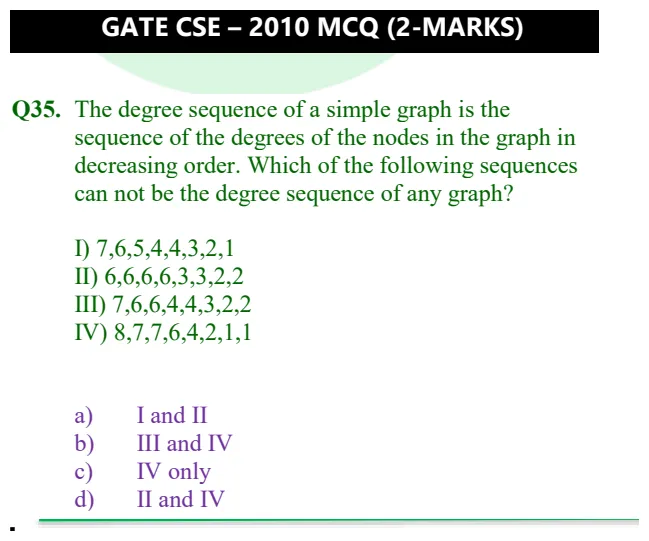 GATE CSE – 2010 MCQ (2-MARKS)
Q35. The degree sequence of a simple graph is the
sequence of the degrees of the nodes in the graph in
decreasing order. Which of the following sequences
can not be the degree sequence of any graph?
I) 7,6,5,4,4,3,2,1
II) 6,6,6,6,3,3,2,2
III) 7,6,6,4,4,3,2,2
IV) 8,7,7,6,4,2,1,1
a) I and II
b) III and IV
c) IV only
d) II and IV